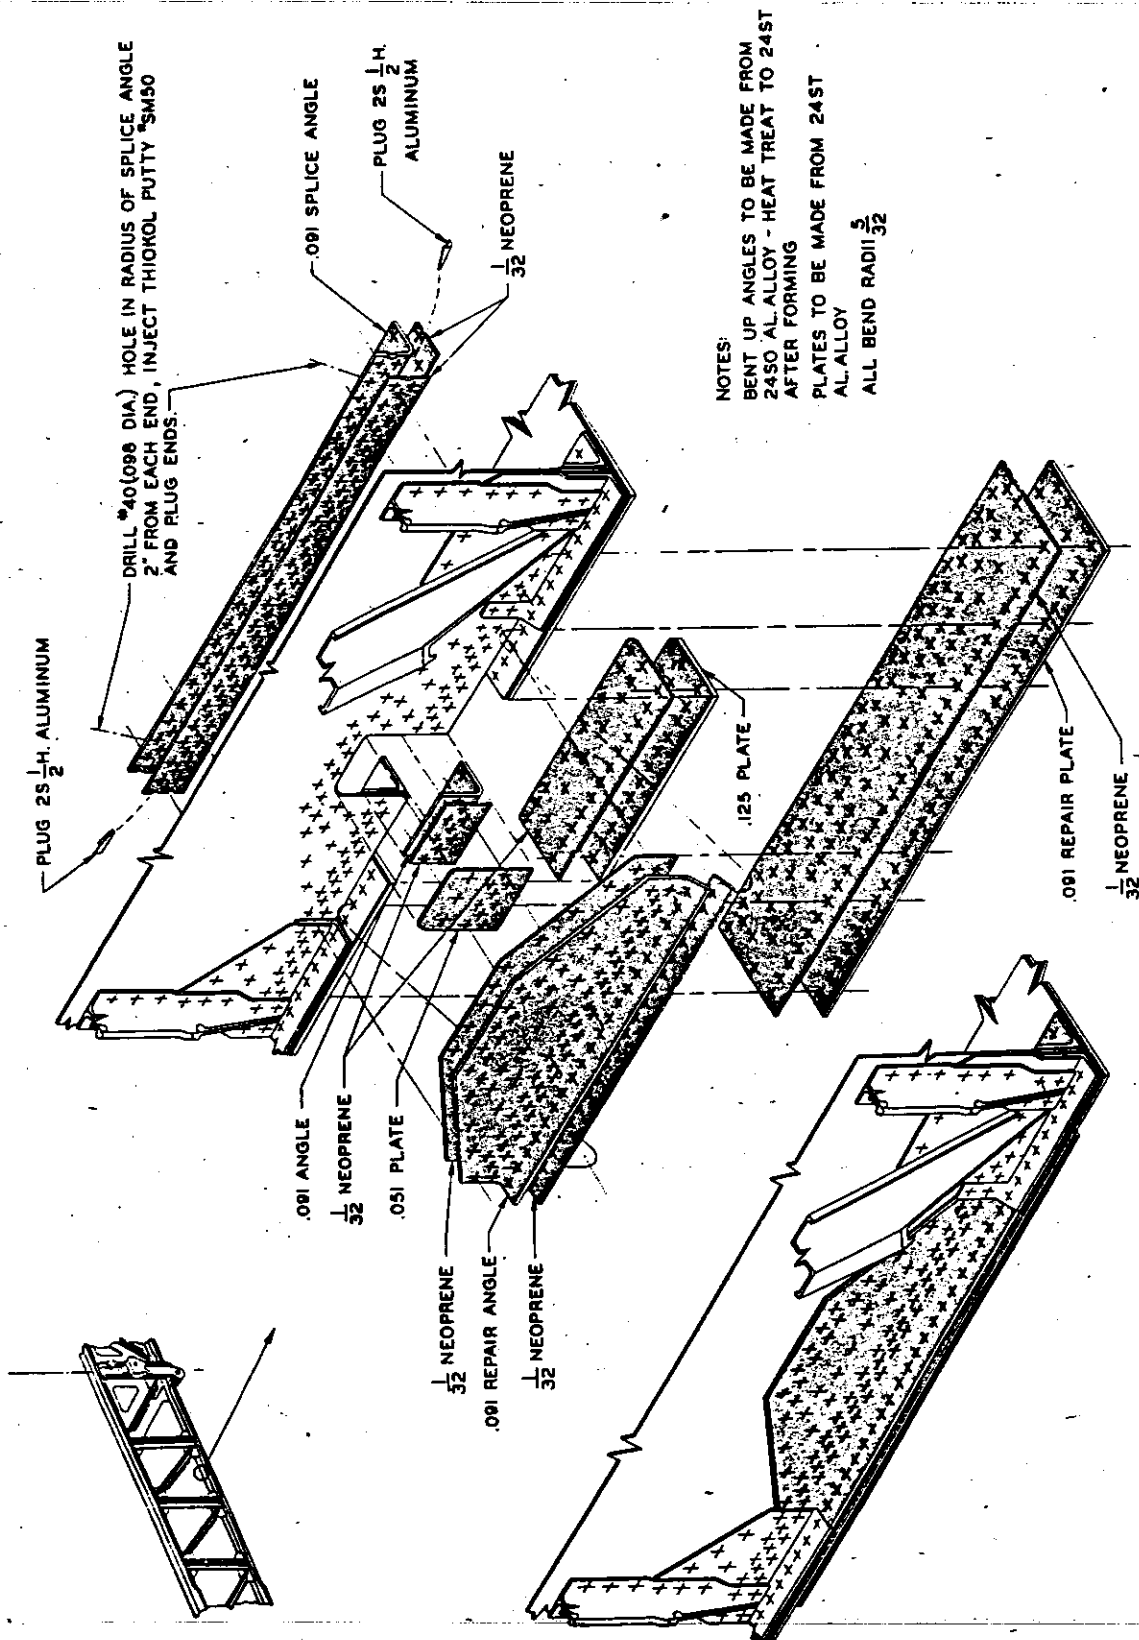 PLUG 2S 1/2 H. ALUMINUM
DRILL #40 (098 DIA.) HOLE IN RADIUS OF SPLICE ANGLE
2" FROM EACH END, INJECT THIOKOL PUTTY #SM50
AND PLUG ENDS.
.091 SPLICE ANGLE
PLUG 2S 1/2 H.
ALUMINUM
1/32 NEOPRENE
.091 ANGLE
1/32 NEOPRENE
.051 PLATE
1/32 NEOPRENE
.091 REPAIR ANGLE
1/32 NEOPRENE
.125 PLATE
.091 REPAIR PLATE
1/32 NEOPRENE
NOTES:
BENT UP ANGLES TO BE MADE FROM
24SO AL. ALLOY - HEAT TREAT TO 24ST
AFTER FORMING
PLATES TO BE MADE FROM 24ST
AL. ALLOY
ALL BEND RADII 5/32